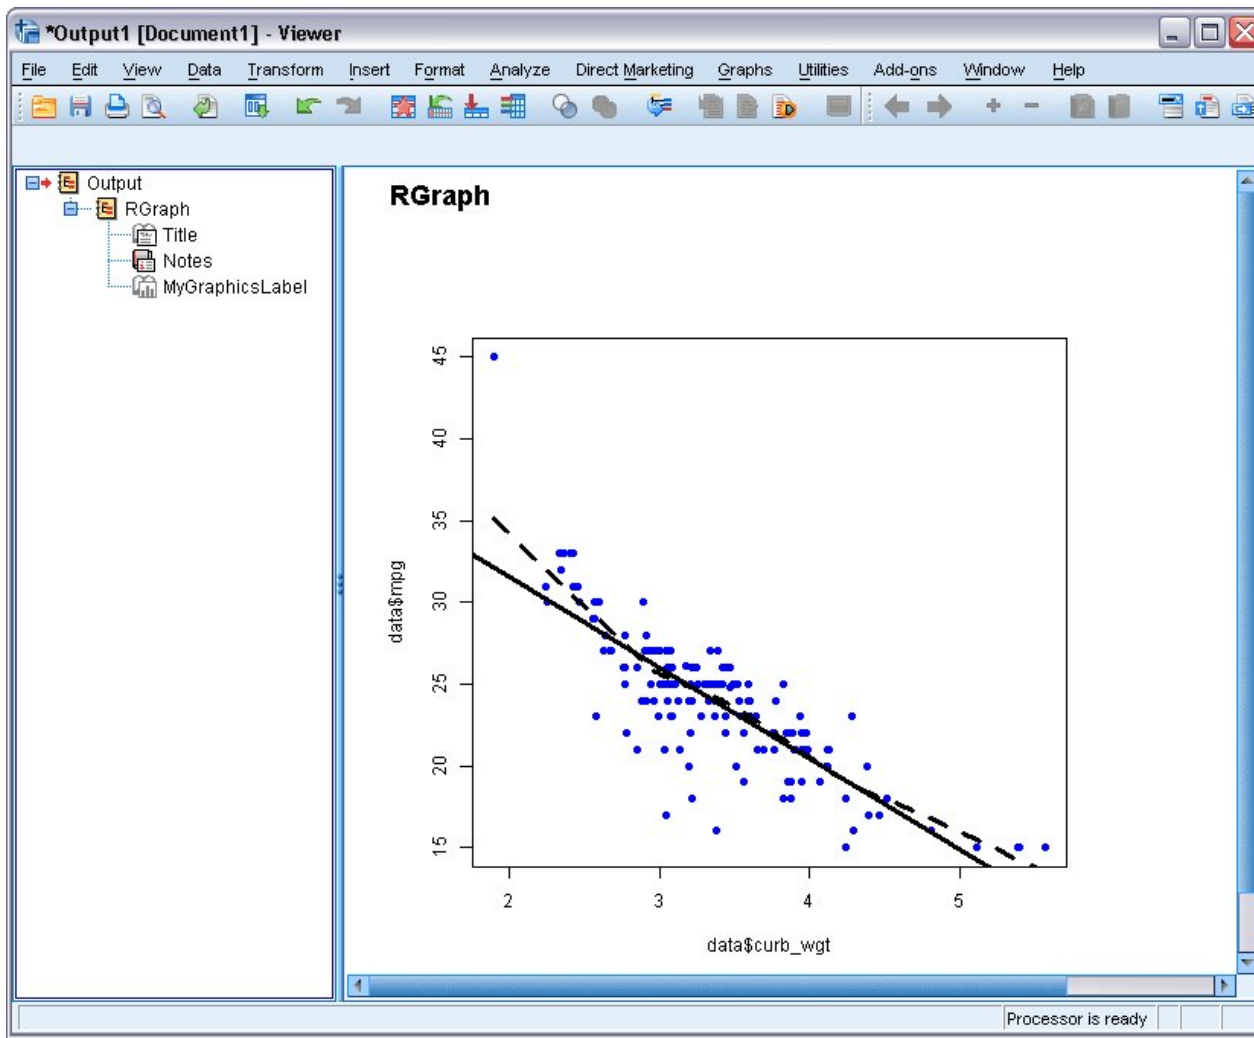 *Output1 [Document1] - Viewer
File Edit View Data Transform Insert Format Analyze Direct Marketing Graphs Utilities Add-ons Window Help
Output
RGraph
Title
Notes
MyGraphicsLabel
RGraph
45
40
35
30
25
20
15
data$mpg
2 3 4 5
data$curb_wgt
Processor is ready